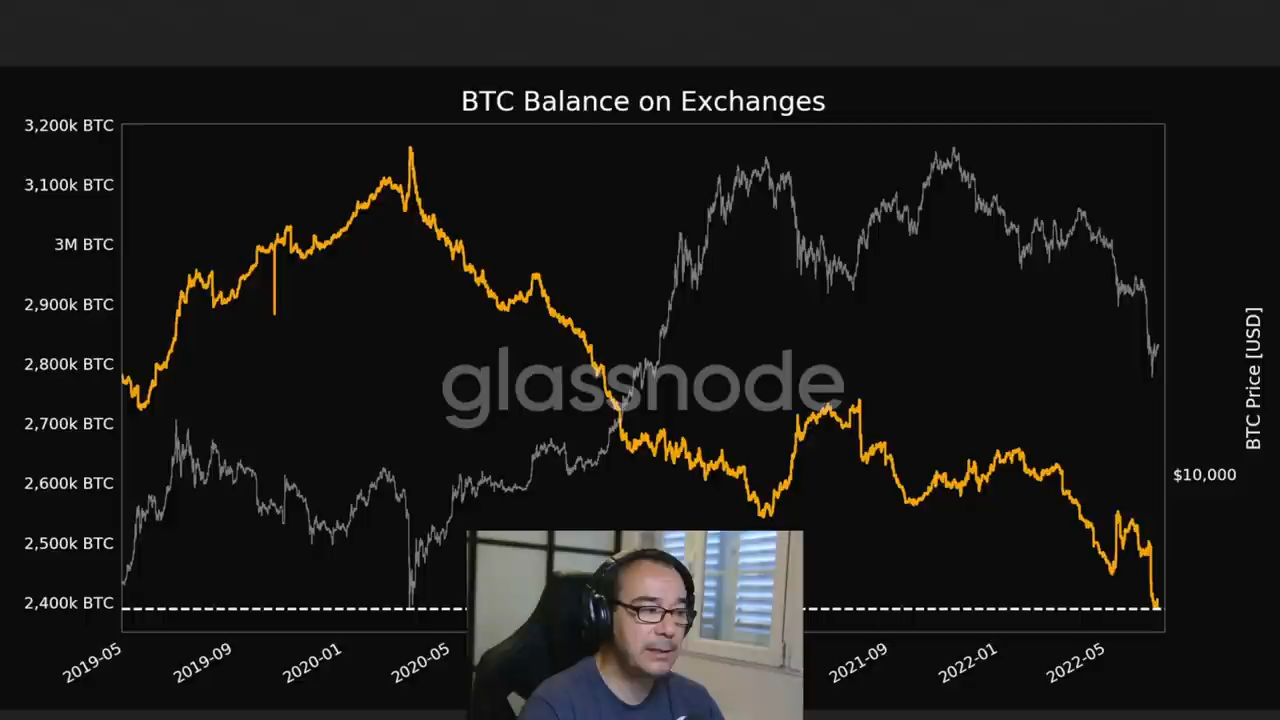 BTC Balance on Exchanges
3,200k BTC
3,100k BTC
3M BTC
2,900k BTC
2,800k BTC
2,700k BTC
2,600k BTC
2,500k BTC
2,400k BTC
glassnode
BTC Price [USD]
$10,000
2019-05
2019-09
2020-01
2020-05
2021-09
2022-01
2022-05